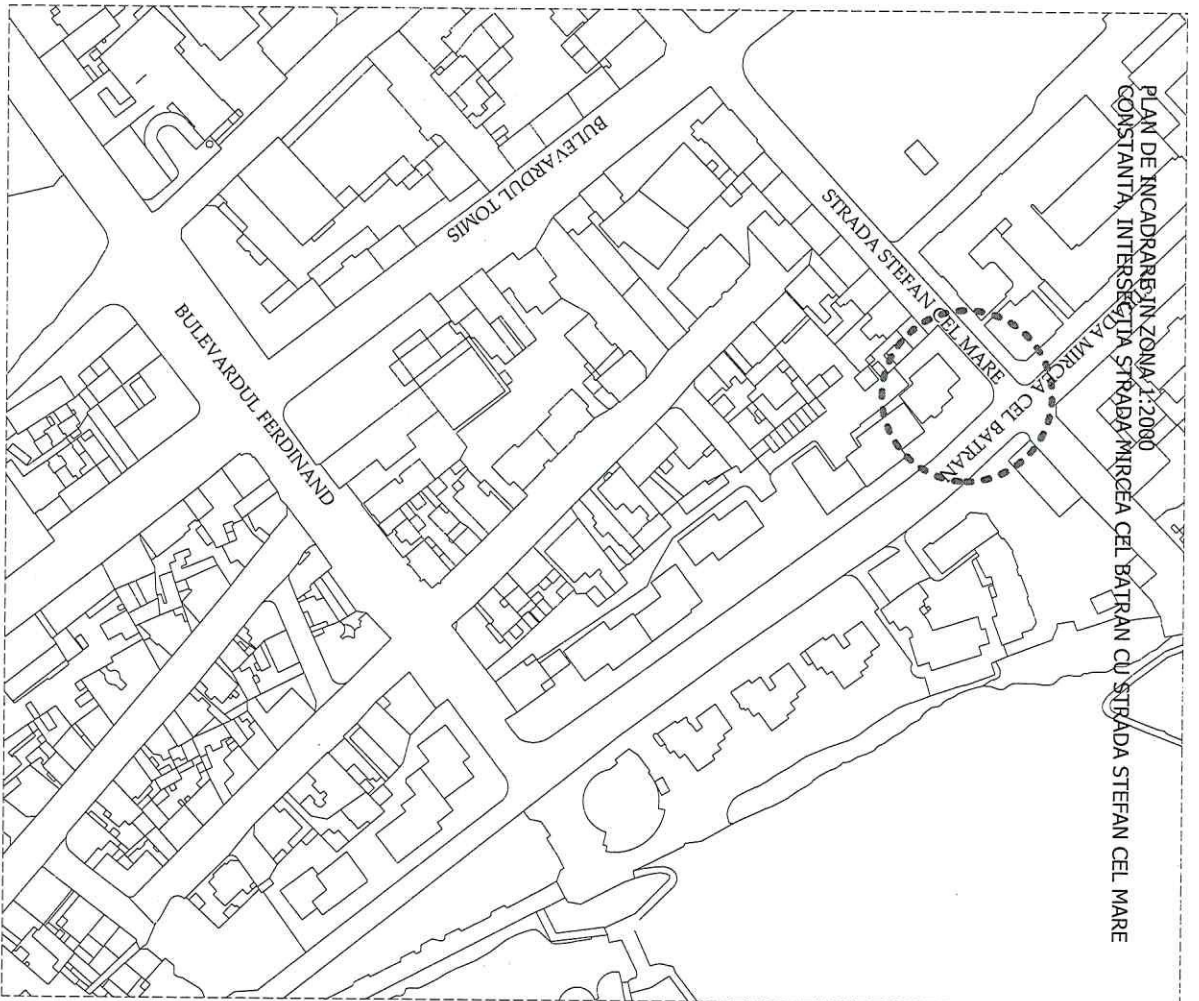 PLAN DE INCADRARE IN ZONA 1:2000
CONSTANTA, INTERSECTIA STRADA MIRCEA CEL BATRAN CU STRADA STEFAN CEL MARE
BULEVARDUL TOMIS
STRADA STEFAN CEL MARE
DA MIRCEA CEL BATRAN
BULEVARDUL FERDINAND